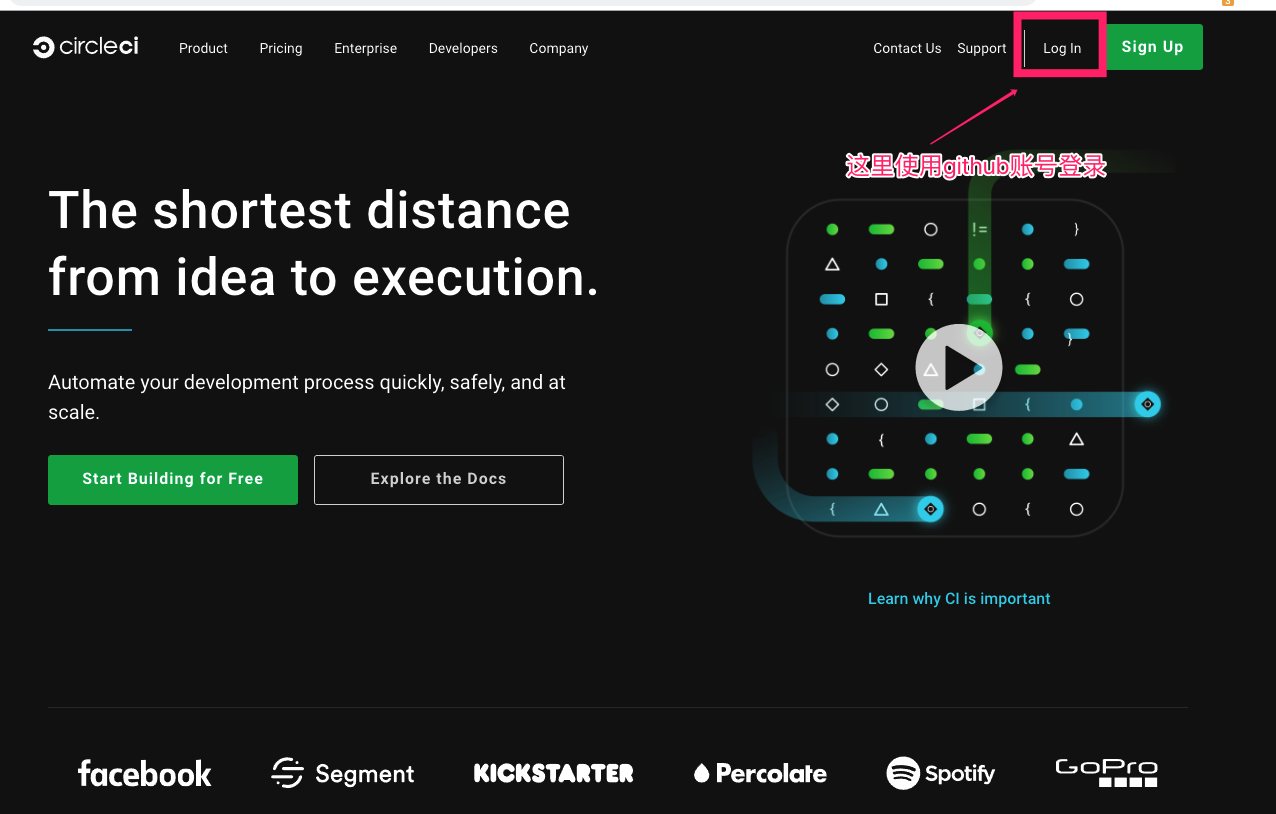 circleci Product Pricing Enterprise Developers Company Contact Us Support Log In Sign Up
这里使用github账号登录
The shortest distance
from idea to execution.
Automate your development process quickly, safely, and at
scale.
Start Building for Free Explore the Docs
!= }
{ {
}
{
{
{ {
Learn why CI is important
facebook Segment KICKSTARTER Percolate Spotify GoPro